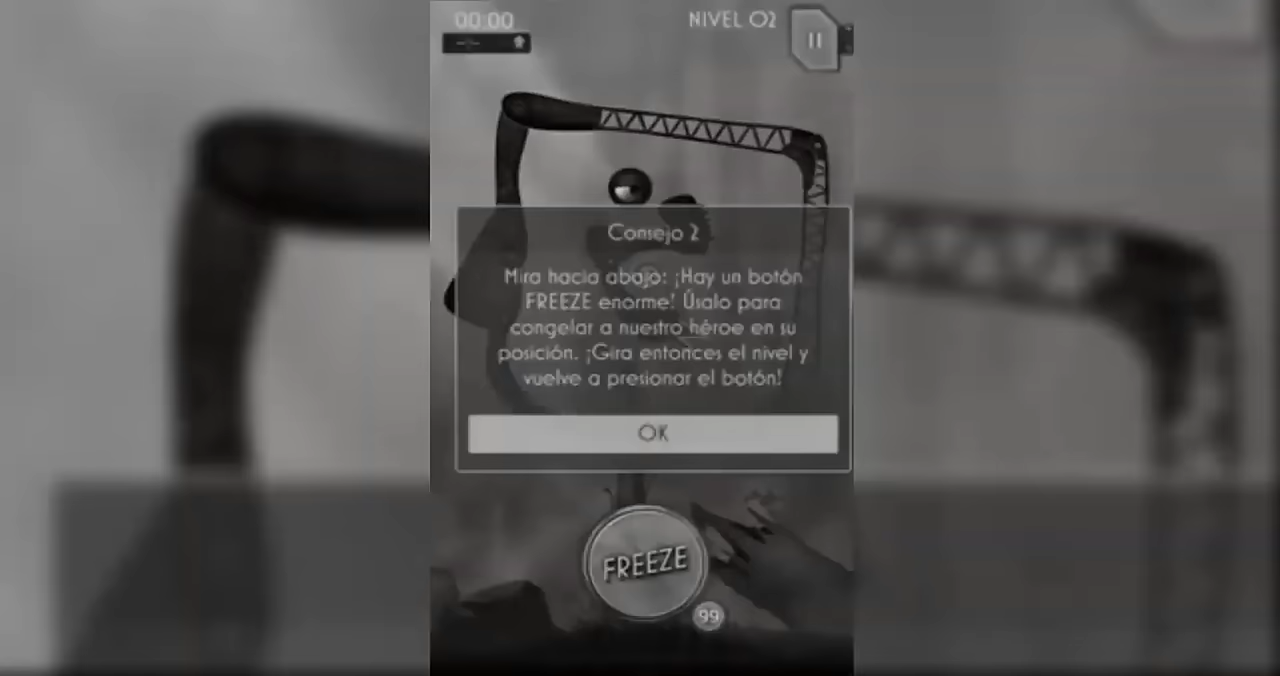 00:00
NIVEL 02
Consejo 2
Mira hacia abajo: ¡Hay un botón
FREEZE enorme! Úsalo para
congelar a nuestro héroe en su
posición. ¡Gira entonces el nivel y
vuelve a presionar el botón!
OK
FREEZE
99